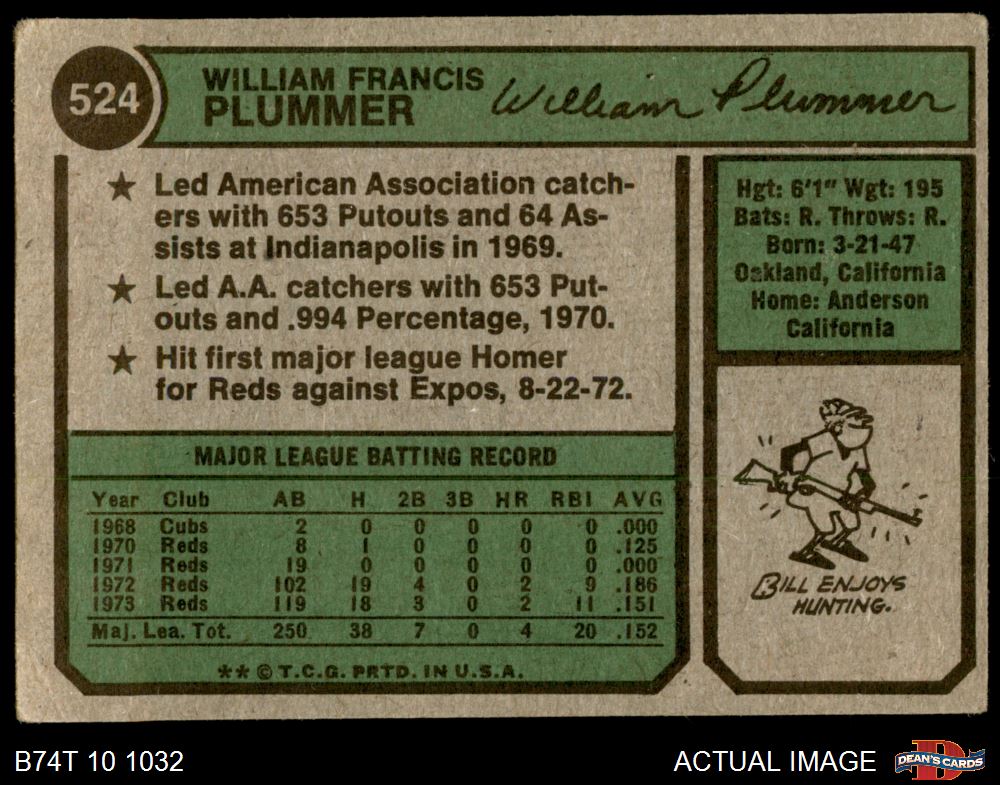 524
WILLIAM FRANCIS
PLUMMER
William Plummer
★ Led American Association catch-
ers with 653 Putouts and 64 As-
sists at Indianapolis in 1969.
★ Led A.A. catchers with 653 Put-
outs and .994 Percentage, 1970.
★ Hit first major league Homer
for Reds against Expos, 8-22-72.
Hgt: 6'1" Wgt: 195
Bats: R. Throws: R.
Born: 3-21-47
Oakland, California
Home: Anderson
California
MAJOR LEAGUE BATTING RECORD
Year Club AB H 2B 3B HR RBI AVG
1968 Cubs 2 0 0 0 0 0 .000
1970 Reds 8 1 0 0 0 0 .125
1971 Reds 19 0 0 0 0 0 .000
1972 Reds 102 19 4 0 2 9 .186
1973 Reds 119 18 3 0 2 11 .151
Maj. Lea. Tot. 250 38 7 0 4 20 .152
** © T.C.G. PRTD. IN U.S.A.
BILL ENJOYS
HUNTING.
B74T 10 1032
ACTUAL IMAGE
DEAN'S CARDS